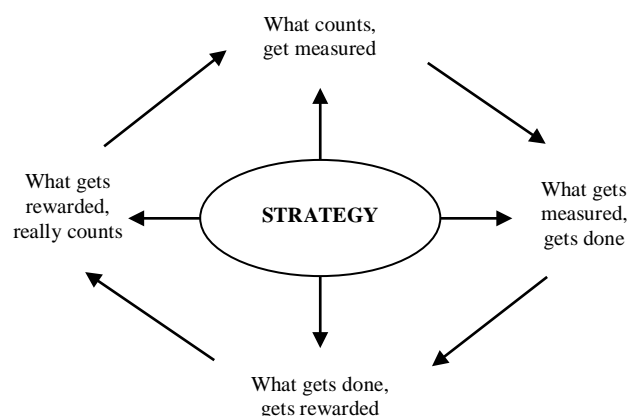 What counts,
get measured
What gets
rewarded,
really counts
STRATEGY
What gets
measured,
gets done
What gets done,
gets rewarded